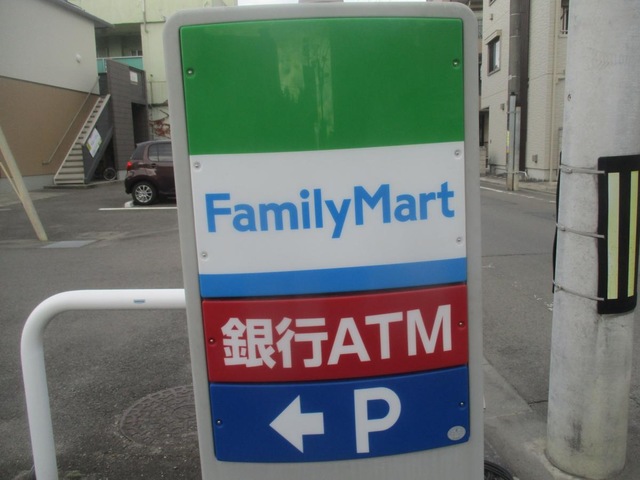 FamilyMart
銀行ATM
← P